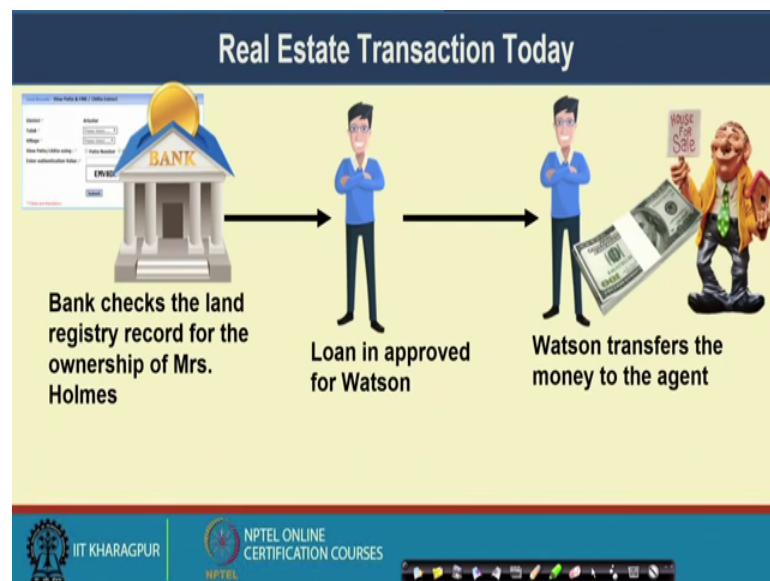 Real Estate Transaction Today
BANK
HOUSE
FOR
Sale
Bank checks the land
registry record for the
ownership of Mrs.
Holmes
Loan in approved
for Watson
Watson transfers the
money to the agent
IIT KHARAGPUR
NPTEL
NPTEL ONLINE
CERTIFICATION COURSES